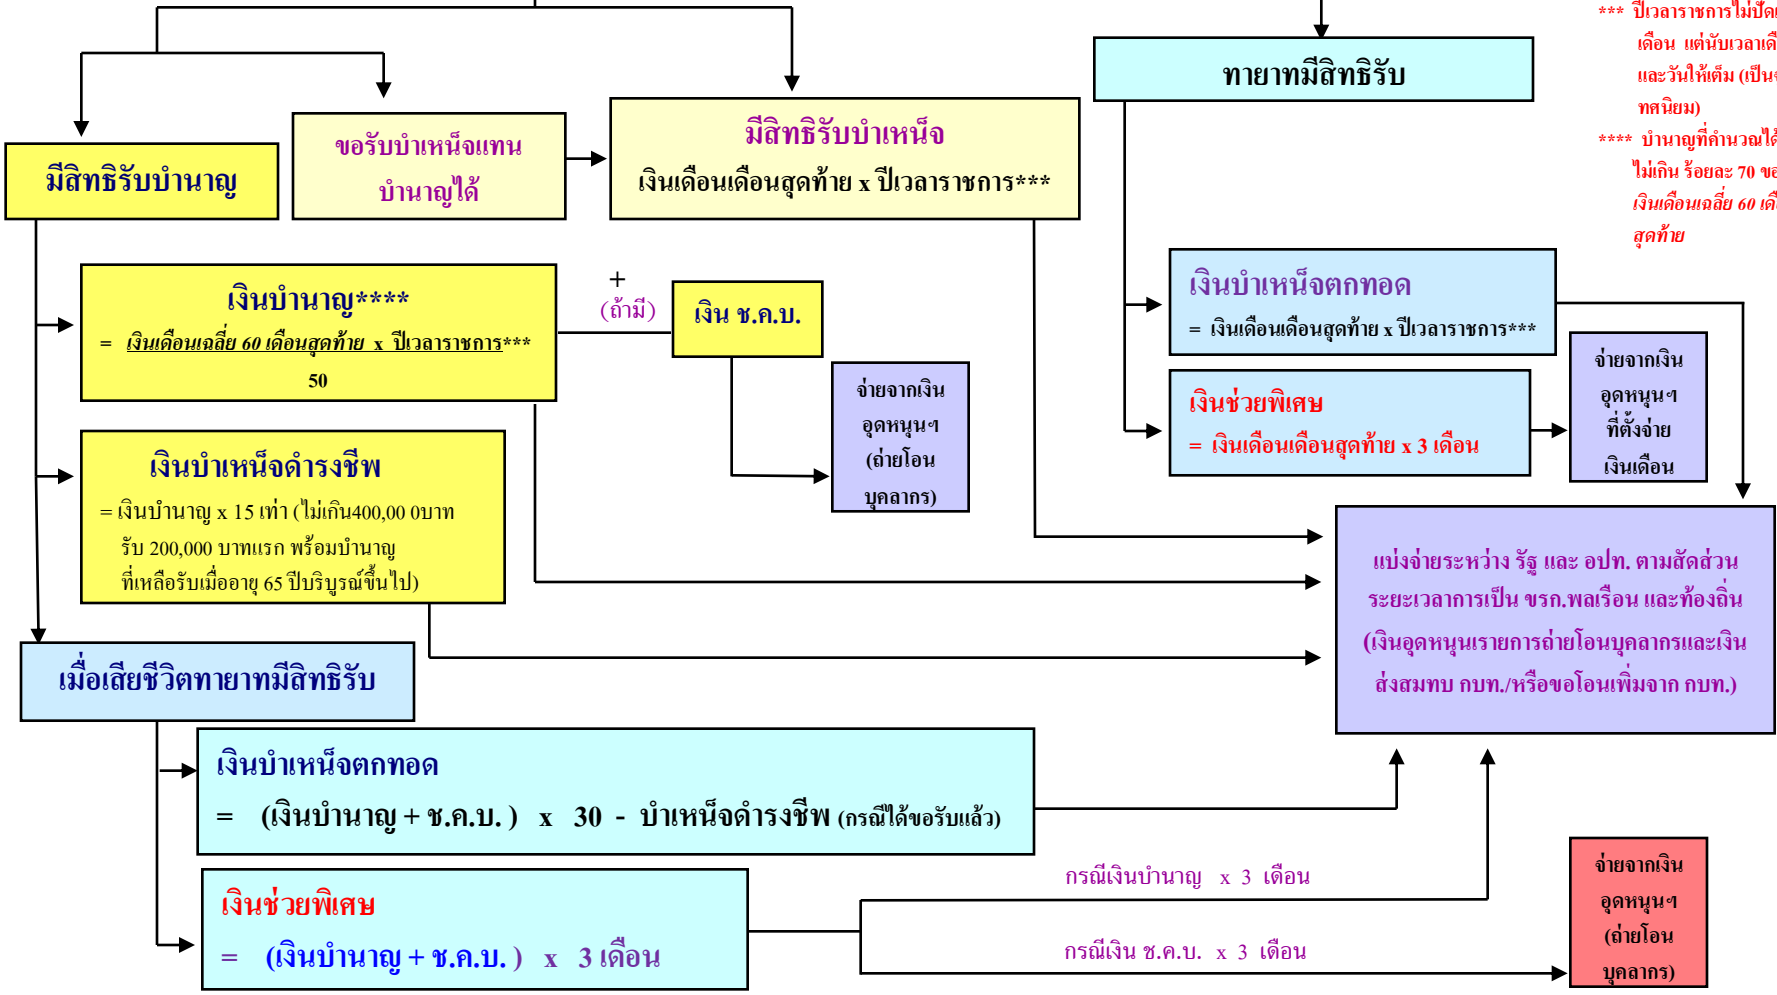 *** ปีเวลาราชการไม่ปัด
เดือน แต่นับเวลา
และวันให้เต็ม
ทศนิยม)
**** บำนาญที่คำนวณได้
ไม่เกิน ร้อยละ 70
เงินเดือนเฉลี่ย 60
สุดท้าย
มีสิทธิรับบำนาญ
ขอรับบำเหน็จแทน
บำนาญได้
มีสิทธิรับบำเหน็จ
เงินเดือนเดือนสุดท้าย x ปีเวลาราชการ***
ทายาทมีสิทธิรับ
เงินบำนาญ****
= เงินเดือนเฉลี่ย 60 เดือนสุดท้าย x ปีเวลาราชการ***
50
+
(ถ้ามี)
เงิน ช.ค.บ.
จ่ายจากเงิน
อุดหนุนฯ
(ถ่ายโอน
บุคลากร)
เงินบำเหน็จตกทอด
= เงินเดือนเดือนสุดท้าย x ปีเวลาราชการ***
เงินช่วยพิเศษ
= เงินเดือนเดือนสุดท้าย x 3 เดือน
จ่ายจากเงิน
อุดหนุนฯ
ที่ตั้งจ่าย
เงินเดือน
เงินบำเหน็จดำรงชีพ
= เงินบำนาญ x 15 เท่า (ไม่เกิน400,00 0บาท
รับ 200,000 บาทแรก พร้อมบำนาญ
ที่เหลือรับเมื่ออายุ 65 ปีบริบูรณ์ขึ้นไป)
แบ่งจ่ายระหว่าง รัฐ และ อปท. ตามสัดส่วน
ระยะเวลาการเป็น ขรก.พลเรือน และท้องถิ่น
(เงินอุดหนุนเรายการถ่ายโอนบุคลากรและเงิน
ส่งสมทบ กบท./หรือขอโอนเพิ่มจาก กบท.)
เมื่อเสียชีวิตทายาทมีสิทธิรับ
เงินบำเหน็จตกทอด
= (เงินบำนาญ + ช.ค.บ. ) x 30 - บำเหน็จดำรงชีพ (กรณีได้ขอรับแล้ว)
เงินช่วยพิเศษ
= (เงินบำนาญ + ช.ค.บ. ) x 3 เดือน
กรณีเงินบำนาญ x 3 เดือน
กรณีเงิน ช.ค.บ. x 3 เดือน
จ่ายจากเงิน
อุดหนุนฯ
(ถ่ายโอน
บุคลากร)